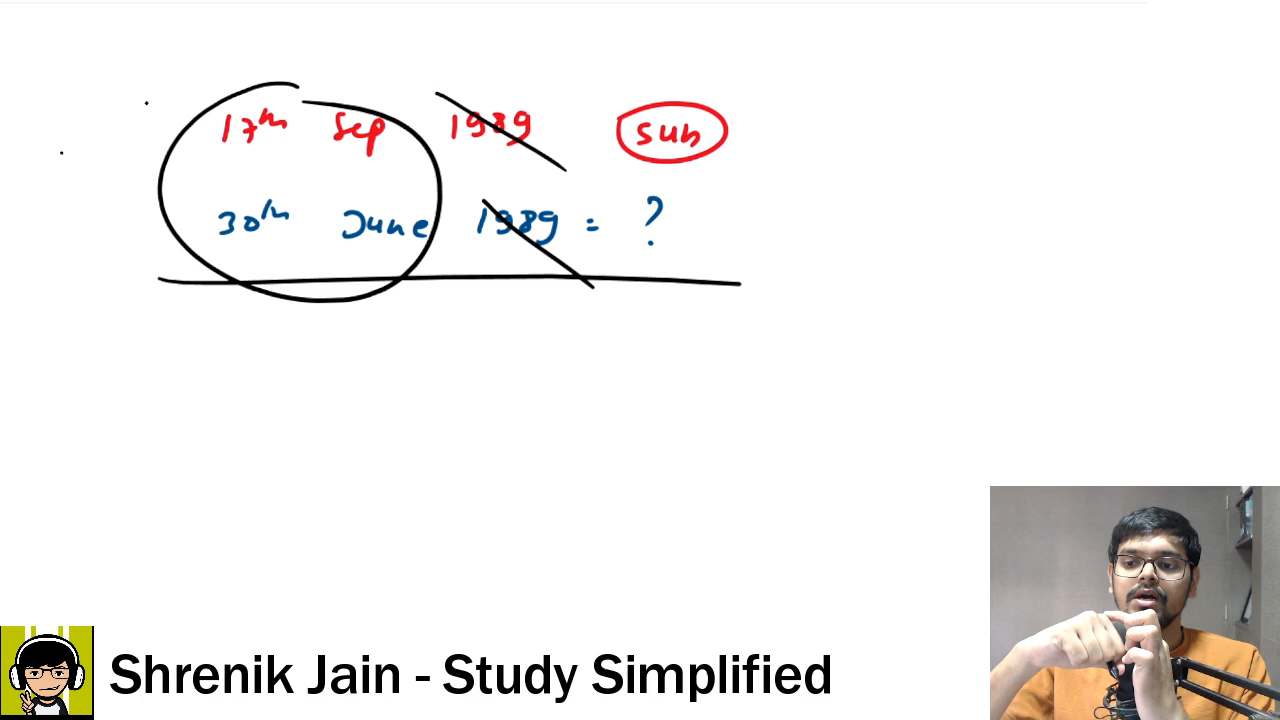 17th Sep 1989 sun
30th June 1989 = ?
Shrenik Jain - Study Simplified